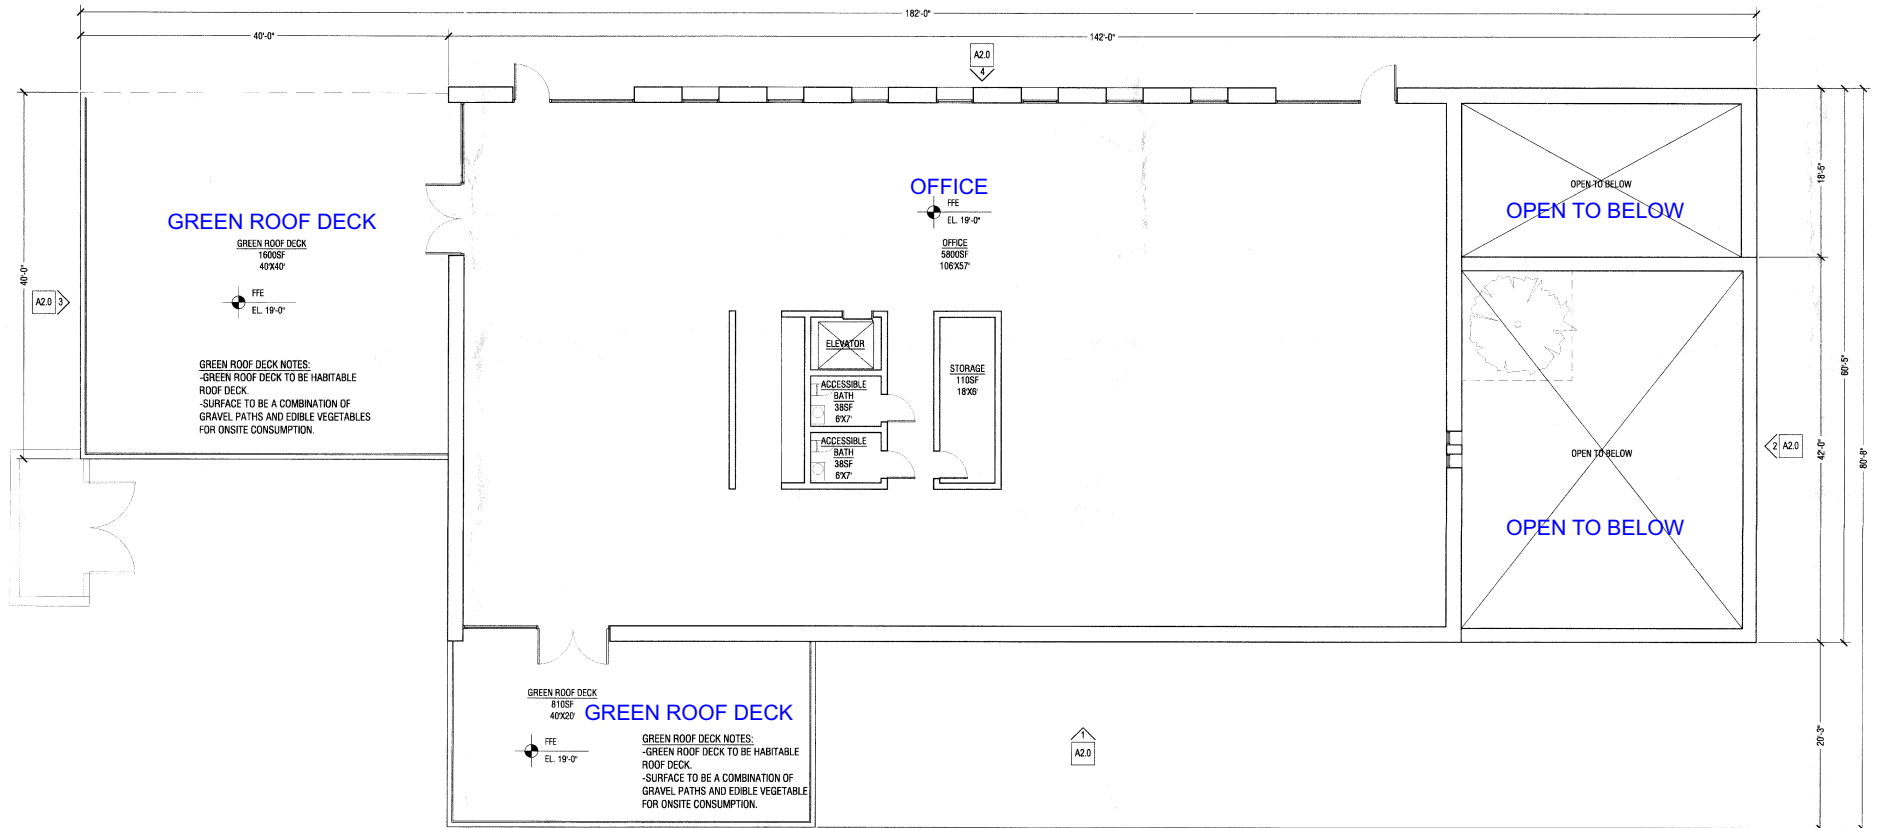 182'-0"
40'-0"
142'-0"
A2.0
4
GREEN ROOF DECK
GREEN ROOF DECK
1600SF
40'X40'
FFE
EL. 19'-0"
GREEN ROOF DECK NOTES:
-GREEN ROOF DECK TO BE HABITABLE
ROOF DECK.
-SURFACE TO BE A COMBINATION OF
GRAVEL PATHS AND EDIBLE VEGETABLES
FOR ONSITE CONSUMPTION.
40'-0"
A2.0 3
OFFICE
FFE
EL. 19'-0"
OFFICE
5800SF
106'X57'
ELEVATOR
ACCESSIBLE
BATH
38SF
6'X7'
ACCESSIBLE
BATH
38SF
6'X7'
STORAGE
110SF
18'X6'
OPEN TO BELOW
OPEN TO BELOW
OPEN TO BELOW
OPEN TO BELOW
18'-5"
60'-5"
42'-0"
80'-8"
20'-3"
2 A2.0
GREEN ROOF DECK
810SF
40'X20'
GREEN ROOF DECK
FFE
EL. 19'-0"
GREEN ROOF DECK NOTES:
-GREEN ROOF DECK TO BE HABITABLE
ROOF DECK.
-SURFACE TO BE A COMBINATION OF
GRAVEL PATHS AND EDIBLE VEGETABLE
FOR ONSITE CONSUMPTION.
1
A2.0